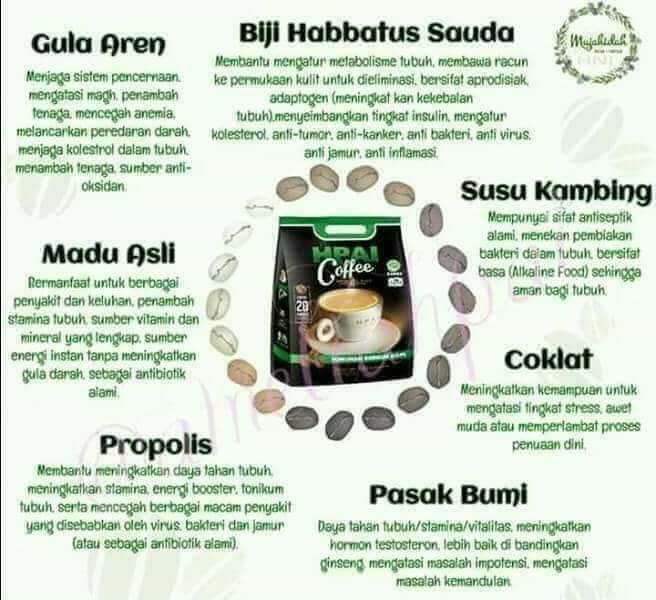 Gula Aren
Menjaga sistem pencernaan,
mengatasi magh, penambah
tenaga, mencegah anemia,
melancarkan peredaran darah,
menjaga kolestrol dalam tubuh,
menambah tenaga, sumber anti-
oksidan.
Biji Habbatus Sauda
Membantu mengatur metabolisme tubuh, membawa racun
ke permukaan kulit untuk dieliminasi, bersifat aprodisiak,
adaptogen (meningkat kan kekebalan
tubuh),menyeimbangkan tingkat insulin, mengatur
kolesterol, anti-tumor, anti-kanker, anti bakteri, anti virus,
anti jamur, anti inflamasi.
Mujahidah
Susu Kambing
Mempunyai sifat antiseptik
alami, menekan pembiakan
bakteri dalam tubuh, bersifat
basa (Alkaline Food) sehingga
aman bagi tubuh.
Madu Asli
Bermanfaat untuk berbagai
penyakit dan keluhan, penambah
stamina tubuh, sumber vitamin dan
mineral yang lengkap, sumber
energi instan tanpa meningkatkan
gula darah, sebagai antibiotik
alami.
HPAI
Coffee
20
HPAI
Coklat
Meningkatkan kemampuan untuk
mengatasi tingkat stress, awet
muda atau memperlambat proses
penuaan dini.
Propolis
Membantu meningkatkan daya tahan tubuh,
meningkatkan stamina, energi booster, tonikum
tubuh, serta mencegah berbagai macam penyakit
yang disebabkan oleh virus, bakteri dan jamur
(atau sebagai antibiotik alami).
Pasak Bumi
Daya tahan tubuh/stamina/vitalitas, meningkatkan
hormon testosteron, lebih baik di bandingkan
ginseng, mengatasi masalah impotensi, mengatasi
masalah kemandulan.